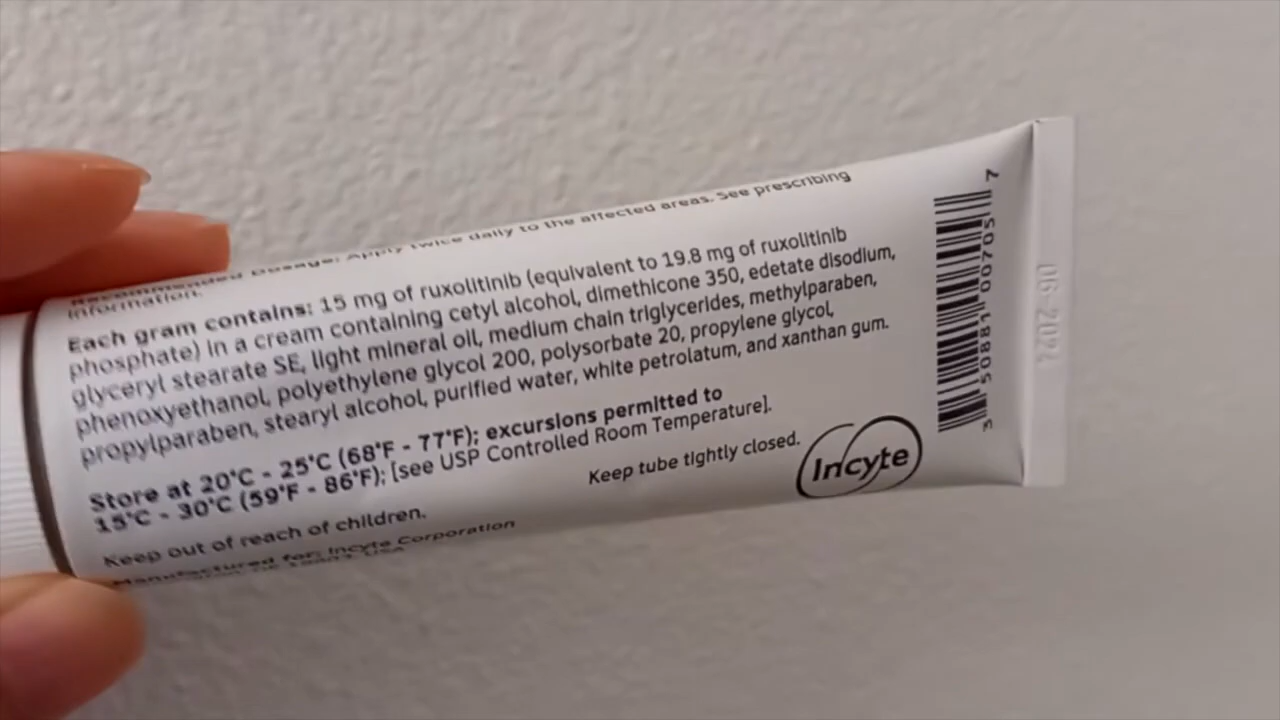 Recommended Dosage: Apply twice daily to the affected areas. See prescribing
information.
Each gram contains: 15 mg of ruxolitinib (equivalent to 19.8 mg of ruxolitinib
phosphate) in a cream containing cetyl alcohol, dimethicone 350, edetate disodium,
glyceryl stearate SE, light mineral oil, medium chain triglycerides, methylparaben,
phenoxyethanol, polyethylene glycol 200, polysorbate 20, propylene glycol,
propylparaben, stearyl alcohol, purified water, white petrolatum, and xanthan gum.
Store at 20°C - 25°C (68°F - 77°F); excursions permitted to
15°C - 30°C (59°F - 86°F); [see USP Controlled Room Temperature].
Keep tube tightly closed.
Keep out of reach of children.
Manufactured for: Incyte Corporation
USA
Incyte
3 50881 00705 7
06-2024